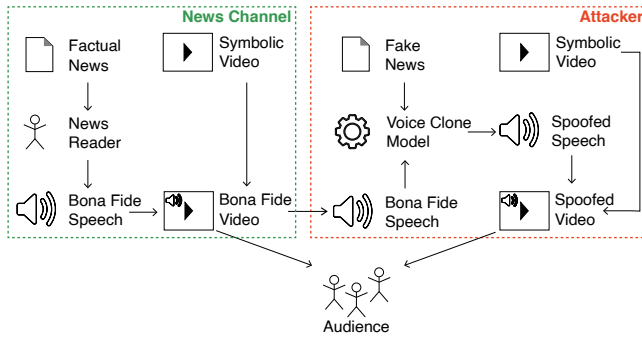 News Channel
Factual
News
Symbolic
Video
News
Reader
Bona Fide
Speech
Bona Fide
Video
Attacker
Fake
News
Symbolic
Video
Voice Clone
Model
Spoofed
Speech
Bona Fide
Speech
Spoofed
Video
Audience